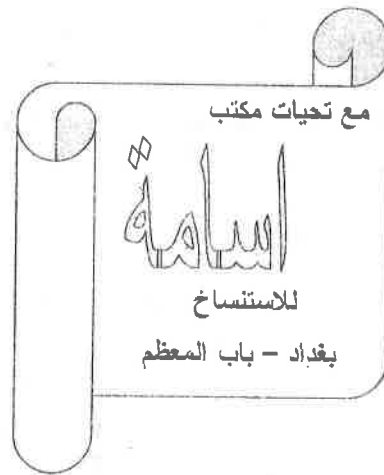 مع تحيات مكتب
اسامة
للاستنساخ
بغداد – باب المعظم